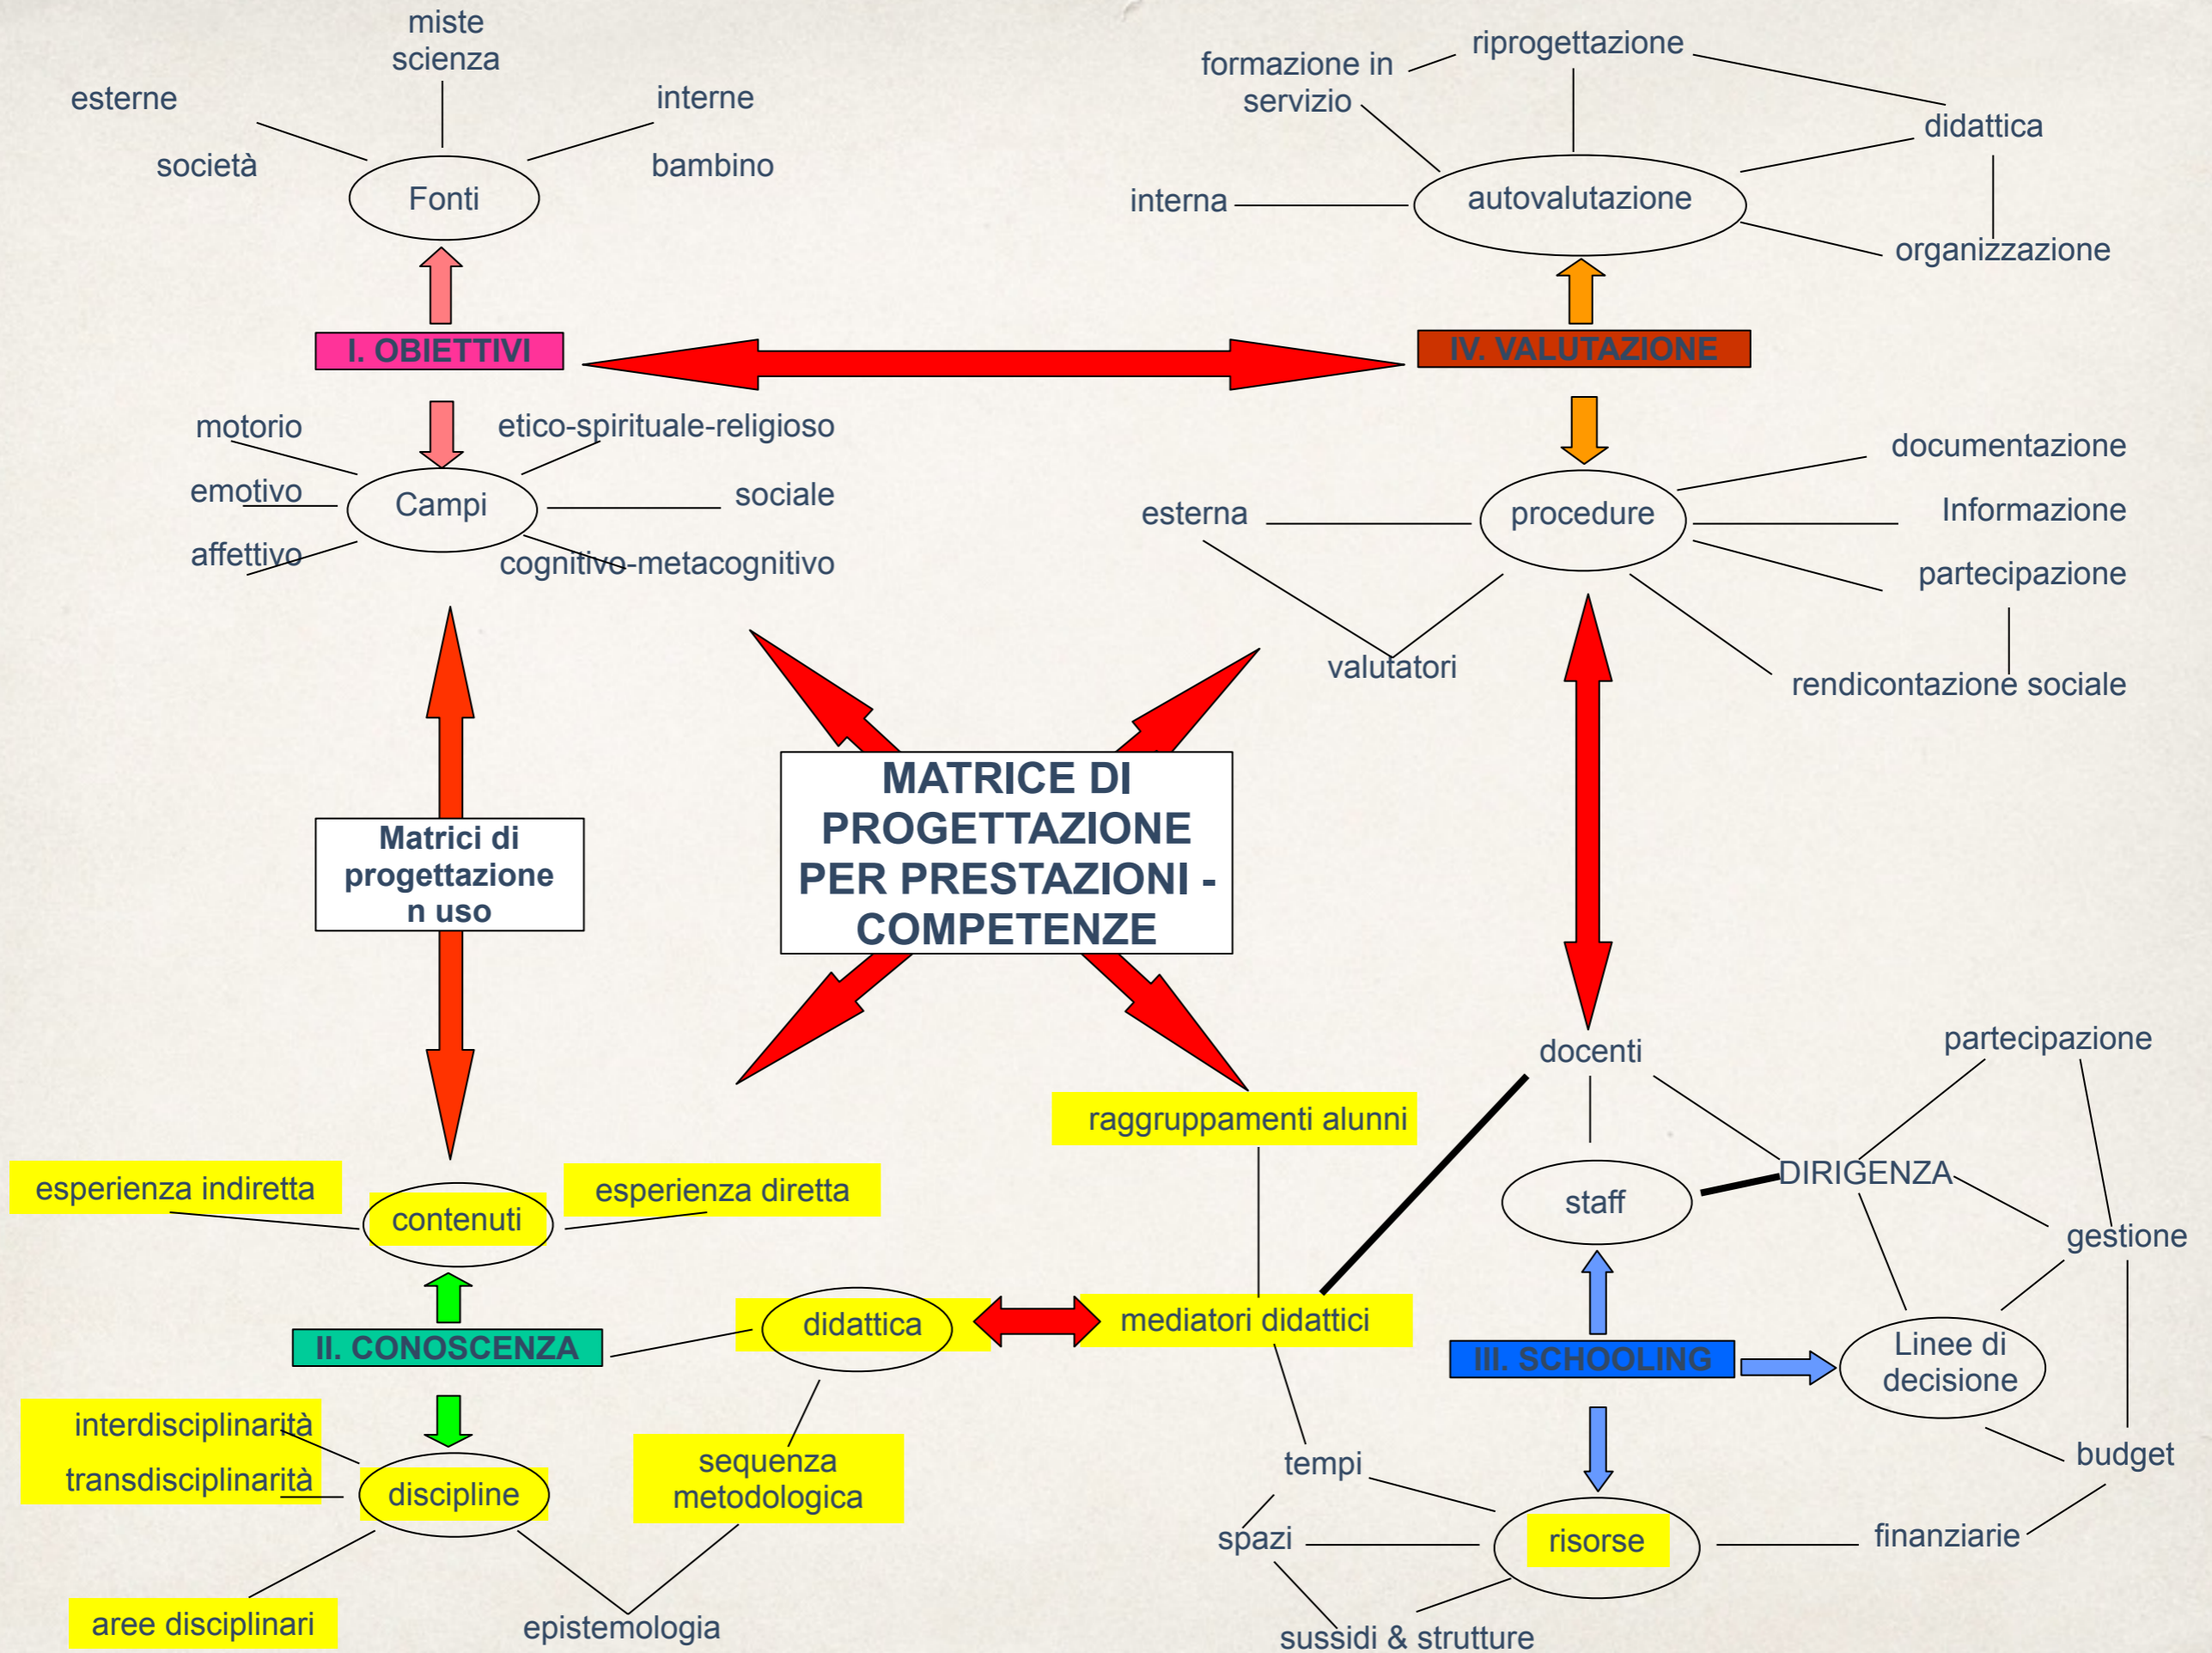 miste
scienza
esterne
interne
società
bambino
Fonti
I. OBIETTIVI
motorio
etico-spirituale-religioso
emotivo
Campi
sociale
affettivo
cognitivo-metacognitivo
riprogettazione
formazione in
servizio
didattica
interna
autovalutazione
organizzazione
IV. VALUTAZIONE
documentazione
esterna
procedure
Informazione
partecipazione
valutatori
rendicontazione sociale
Matrici di
progettazione
n uso
MATRICE DI
PROGETTAZIONE
PER PRESTAZIONI -
COMPETENZE
esperienza indiretta
contenuti
esperienza diretta
II. CONOSCENZA
didattica
mediatori didattici
raggruppamenti alunni
interdisciplinarità
transdisciplinarità
discipline
sequenza
metodologica
aree disciplinari
epistemologia
docenti
partecipazione
staff
DIRIGENZA
gestione
III. SCHOOLING
Linee di
decisione
tempi
budget
spazi
risorse
finanziarie
sussidi & strutture